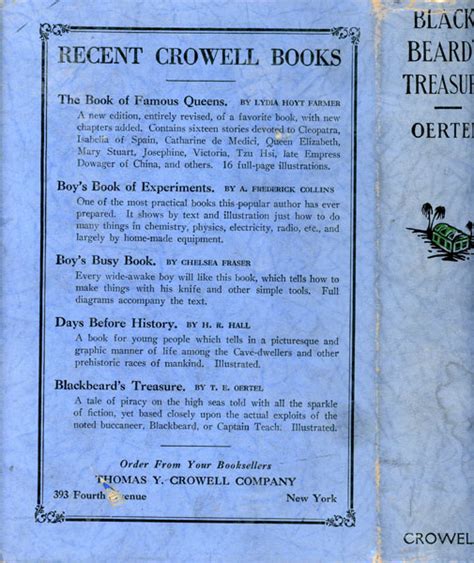 RECENT CROWELL BOOKS
The Book of Famous Queens. BY LYDIA HOYT FARMER
A new edition, entirely revised, of a favorite book, with new
chapters added. Contains sixteen stories devoted to Cleopatra,
Isabella of Spain, Catharine de Medici, Queen Elizabeth,
Mary Stuart, Josephine, Victoria, Tzu Hsi, late Empress
Dowager of China, and others. 16 full-page illustrations.
Boy's Book of Experiments. BY A. FREDERICK COLLINS
One of the most practical books this popular author has ever
prepared. It shows by text and illustration just how to do
many things in chemistry, physics, electricity, radio, etc., and
largely by home-made equipment.
Boy's Busy Book. BY CHELSEA FRASER
Every wide-awake boy will like this book, which tells how to
make things with his knife and other simple tools. Full
diagrams accompany the text.
Days Before History. BY H. R. HALL
A book for young people which tells in a picturesque and
graphic manner of life among the Cave-dwellers and other
prehistoric races of mankind. Illustrated.
Blackbeard's Treasure. BY T. E. OERTEL
A tale of piracy on the high seas told with all the sparkle
of fiction, yet based closely upon the actual exploits of the
noted buccaneer, Blackbeard, or Captain Teach. Illustrated.
Order From Your Booksellers
THOMAS Y. CROWELL COMPANY
393 Fourth Avenue New York
BLACK
BEARD'
TREASUR
OERTEL
CROWELL